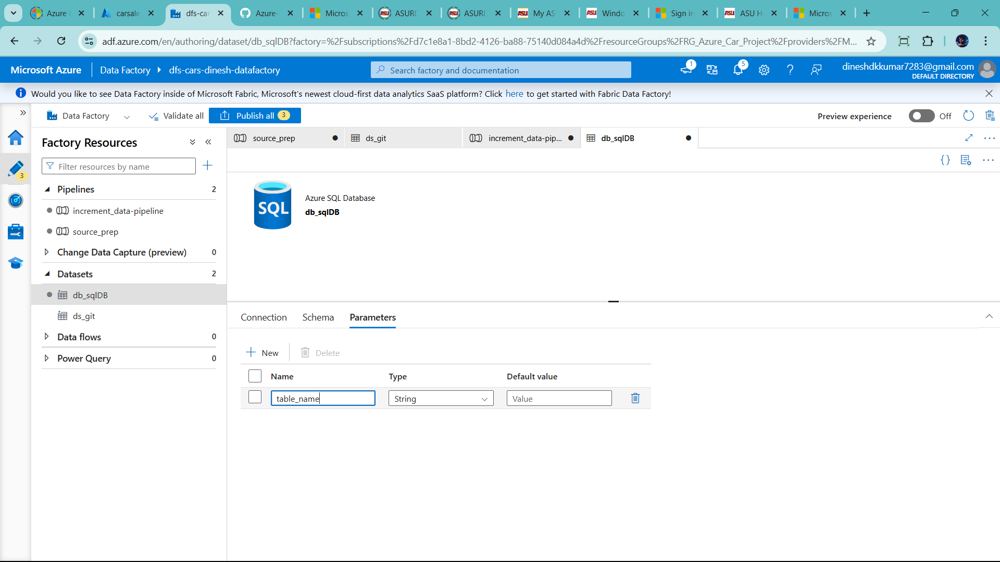 Azure
carsale
dfs-car
Azure-
Micros
ASURI
ASURI
My AS
Windo
Sign in
ASU H
Micros
adf.azure.com/en/authoring/dataset/db_sqlDB?factory=%2Fsubscriptions%2Fd7c1e8a1-8bd2-4126-ba88-75140d084a4d%2FresourceGroups%2FRG_Azure_Car_Project%2Fproviders%2FM...
Microsoft Azure
Data Factory
dfs-cars-dinesh-datafactory
Search factory and documentation
1
5
dineshdkkumar7283@gmail.com
DEFAULT DIRECTORY
Would you like to see Data Factory inside of Microsoft Fabric, Microsoft's newest cloud-first data analytics SaaS platform? Click here to get started with Fabric Data Factory!
Data Factory
Validate all
Publish all 3
Preview experience
Off
Factory Resources
source_prep
ds_git
increment_data-pip...
db_sqlDB
Filter resources by name
3
Pipelines 2
increment_data-pipeline
source_prep
Change Data Capture (preview) 0
Datasets 2
db_sqlDB
ds_git
Data flows 0
Power Query 0
SQL
Azure SQL Database
db_sqlDB
Connection
Schema
Parameters
New
Delete
Name
Type
Default value
table_name
String
Value